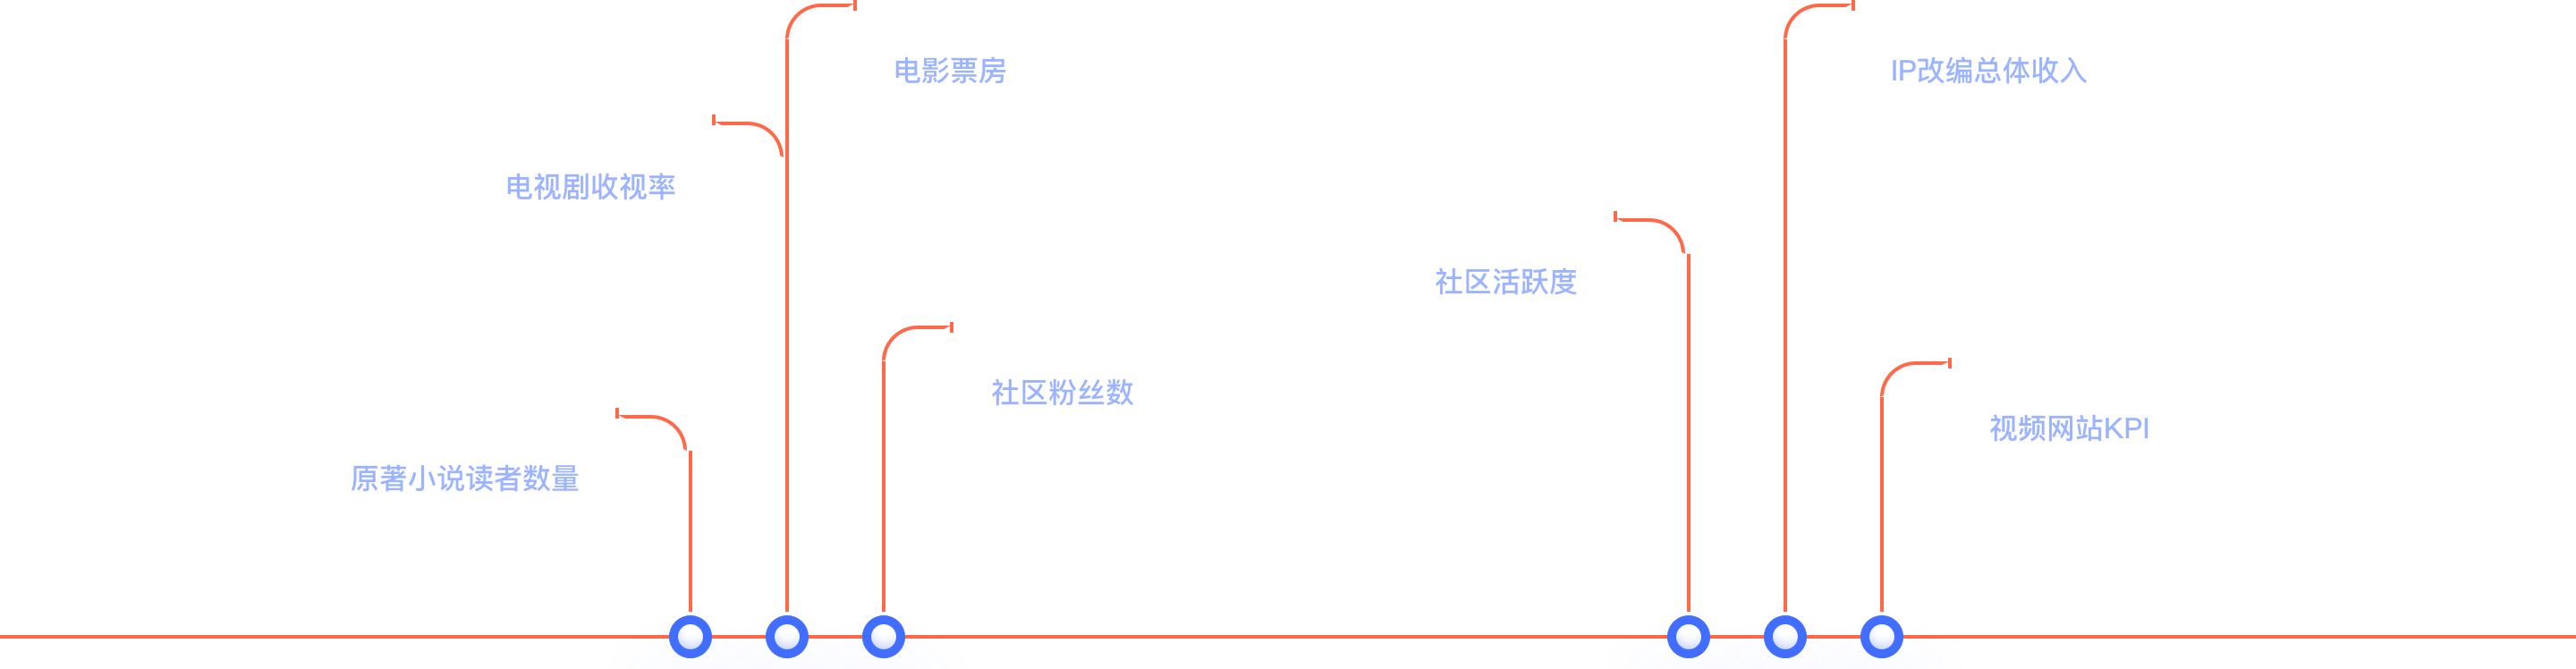 电影票房
电视剧收视率
社区粉丝数
原著小说读者数量
IP改编总体收入
社区活跃度
视频网站KPI